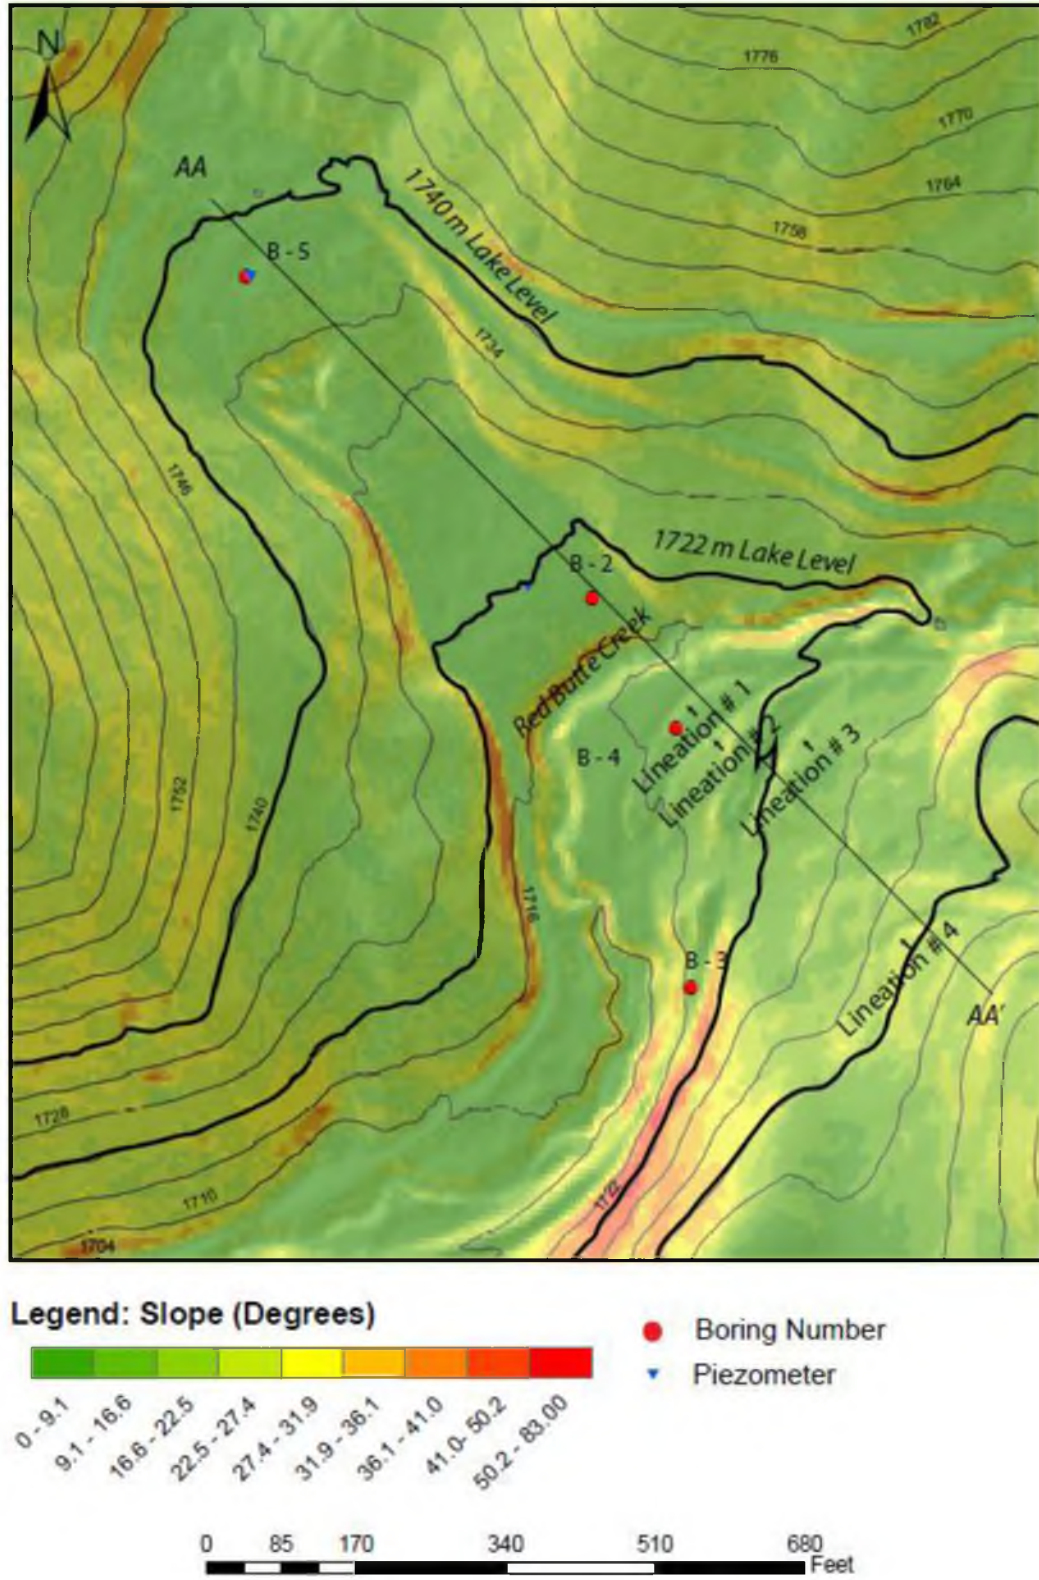 N
1782
1776
1770
1764
1758
AA
1740 m Lake Level
B - 5
1734
1746
1722 m Lake Level
B - 2
Red Butte Creek
Lineation # 1
Lineation # 2
Lineation # 3
B - 4
1752
1740
1716
B - 3
Lineation # 4
AA'
1728
1722
1710
1704
Legend: Slope (Degrees)
Boring Number
Piezometer
0 - 9.1
9.1 - 16.6
16.6 - 22.5
22.5 - 27.4
27.4 - 31.9
31.9 - 36.1
36.1 - 41.0
41.0- 50.2
50.2 - 83.00
0 85 170 340 510 680
Feet